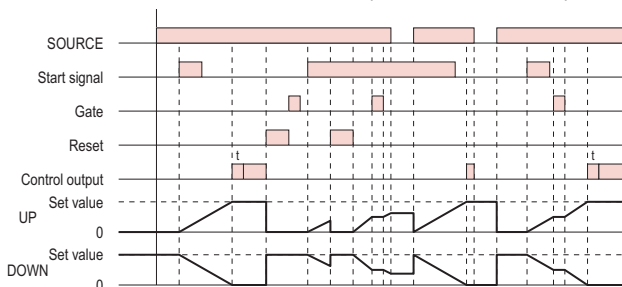 SOURCE
Start signal
Gate
Reset
t
t
Control output
Set value
UP
0
Set value
DOWN
0